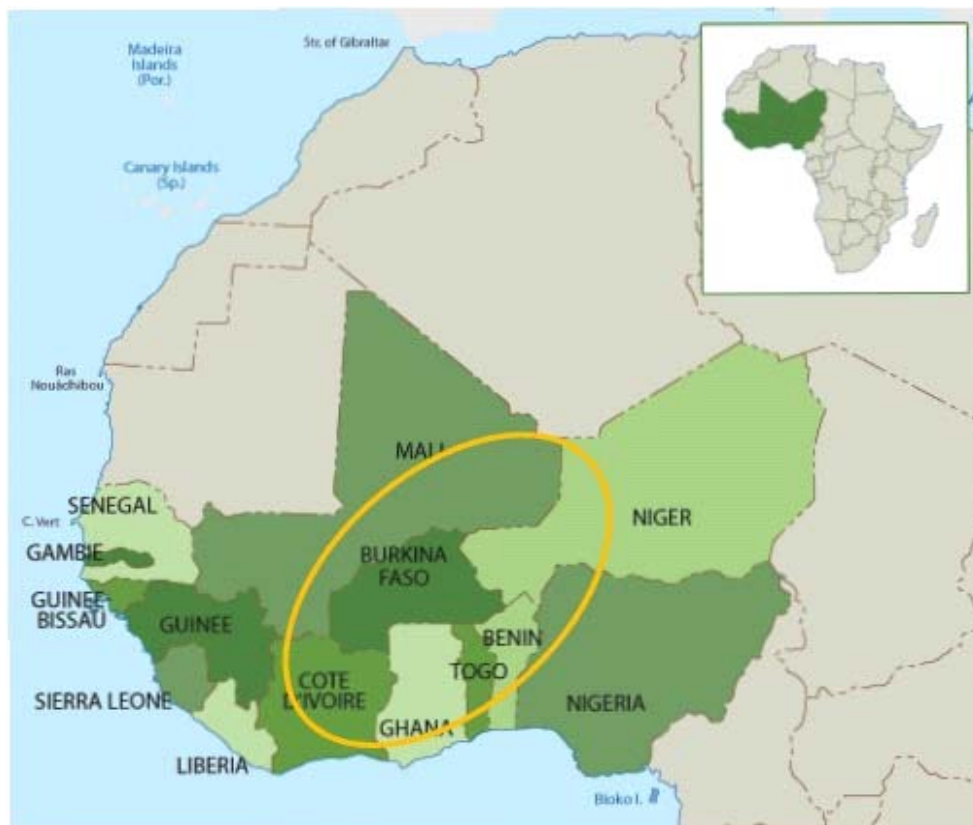 Madeira
Islands
(Por.)
Str. of Gibraltar
Canary Islands
(Sp.)
Ras
Nouâdhibou
MALI
SENEGAL
C. Vert
NIGER
GAMBIE
BURKINA
FASO
GUINEE
BISSAU
GUINEE
BENIN
SIERRA LEONE
COTE
D'IVOIRE
TOGO
NIGERIA
GHANA
LIBERIA
Bioko I.